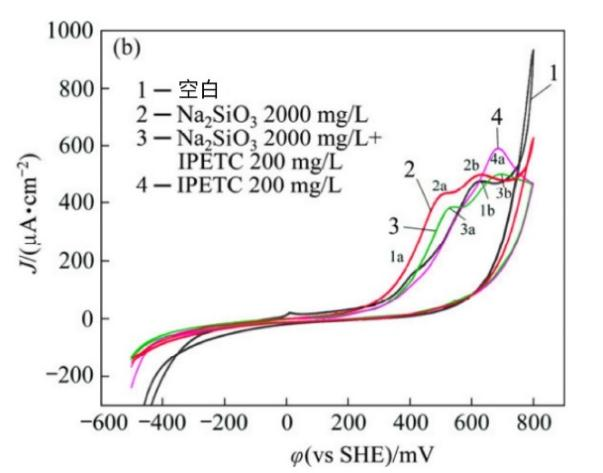 1000
(b)
800
600
400
200
0
−200
J/(μA•cm⁻²)
1 — 空白
2 — Na₂SiO₃ 2000 mg/L
3 — Na₂SiO₃ 2000 mg/L+
IPETC 200 mg/L
4 — IPETC 200 mg/L
1
4
4a
2
2a
2b
3b
1b
3
3a
1a
−600 −400 −200 0 200 400 600 800
φ(vs SHE)/mV